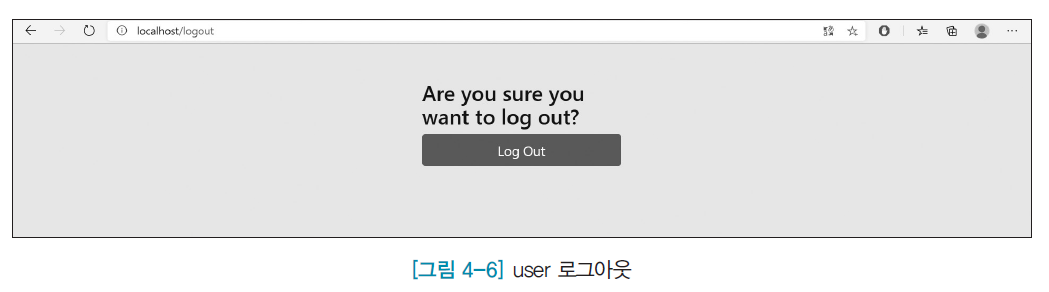 localhost/logout
Are you sure you
want to log out?
Log Out
[그림 4-6] user 로그아웃